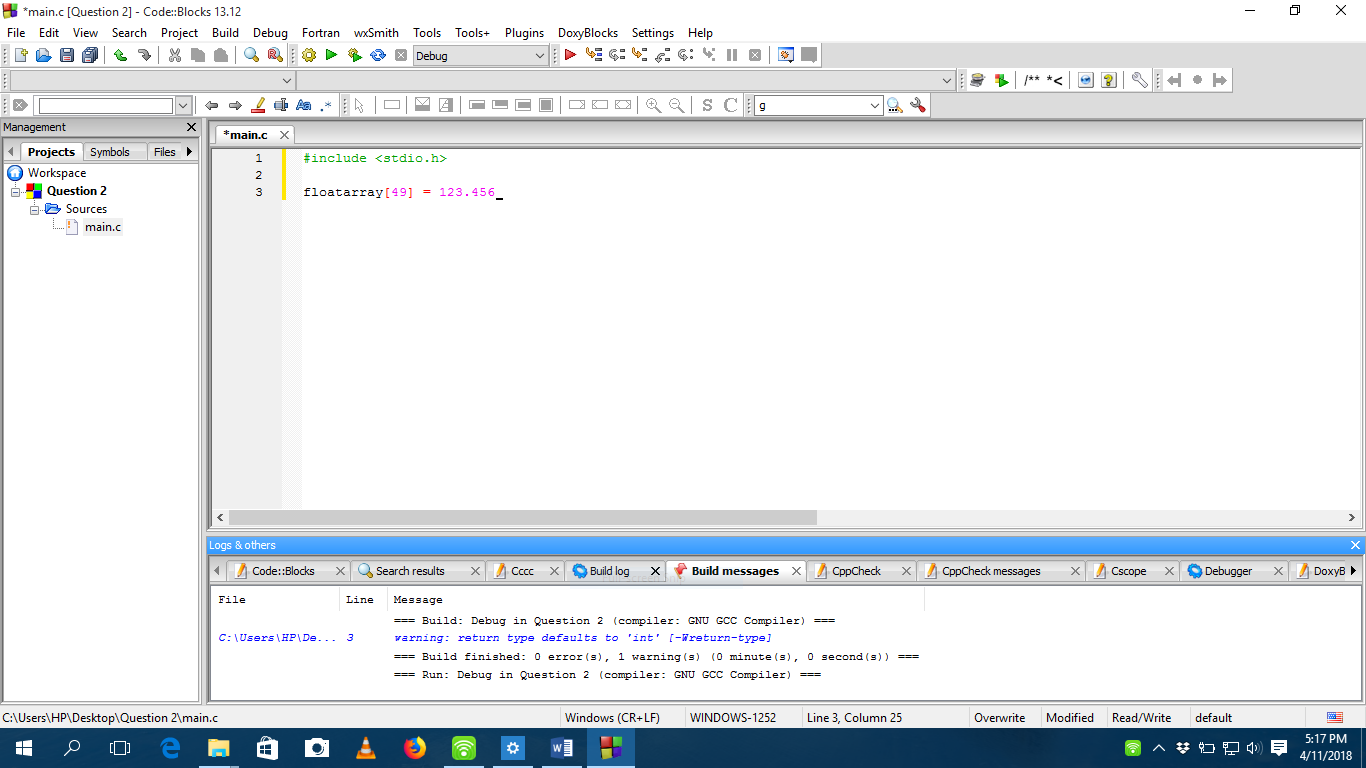 *main.c [Question 2] - Code::Blocks 13.12
File Edit View Search Project Build Debug Fortran wxSmith Tools Tools+ Plugins DoxyBlocks Settings Help
Debug
/** *<
Aa .* S C g
Management
*main.c
Projects Symbols Files
Workspace
Question 2
Sources
main.c
1 #include <stdio.h>
2
3 floatarray[49] = 123.456
Logs & others
Code::Blocks Search results Cccc Build log Build messages CppCheck CppCheck messages Cscope Debugger DoxyB
File Line Message
=== Build: Debug in Question 2 (compiler: GNU GCC Compiler) ===
C:\Users\HP\De... 3 warning: return type defaults to 'int' [-Wreturn-type]
=== Build finished: 0 error(s), 1 warning(s) (0 minute(s), 0 second(s)) ===
=== Run: Debug in Question 2 (compiler: GNU GCC Compiler) ===
C:\Users\HP\Desktop\Question 2\main.c Windows (CR+LF) WINDOWS-1252 Line 3, Column 25 Overwrite Modified Read/Write default
5:17 PM
4/11/2018